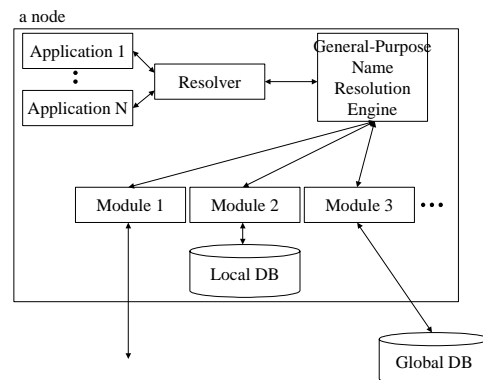 a node
Application 1
Application N
Resolver
General-Purpose
Name
Resolution
Engine
Module 1
Module 2
Module 3
Local DB
Global DB